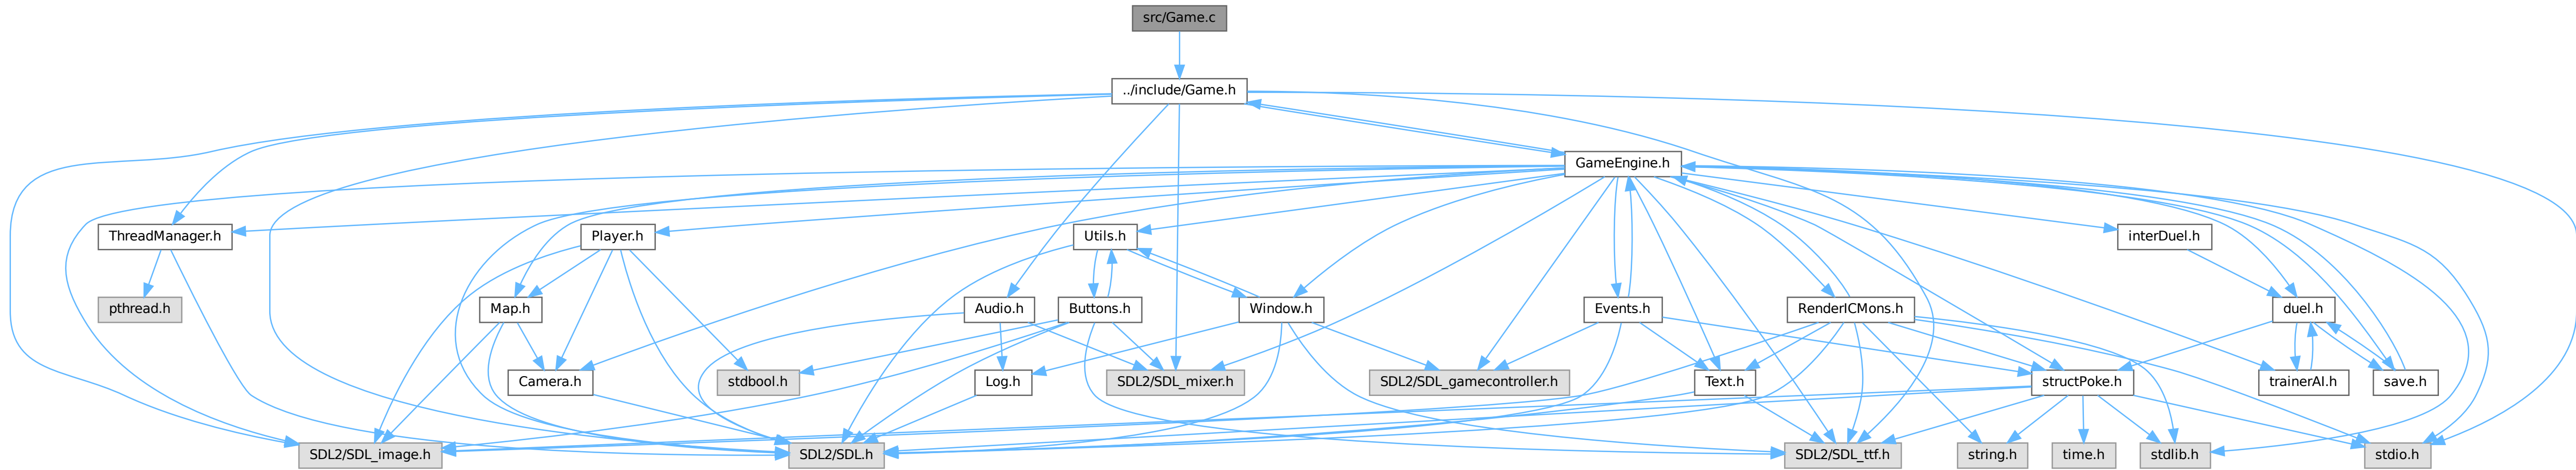 src/Game.c
../include/Game.h
GameEngine.h
ThreadManager.h
Player.h
Utils.h
interDuel.h
pthread.h
Map.h
Audio.h
Buttons.h
Window.h
Events.h
RenderICMons.h
duel.h
Camera.h
stdbool.h
Log.h
SDL2/SDL_mixer.h
SDL2/SDL_gamecontroller.h
Text.h
structPoke.h
trainerAI.h
save.h
SDL2/SDL_image.h
SDL2/SDL.h
SDL2/SDL_ttf.h
string.h
time.h
stdlib.h
stdio.h